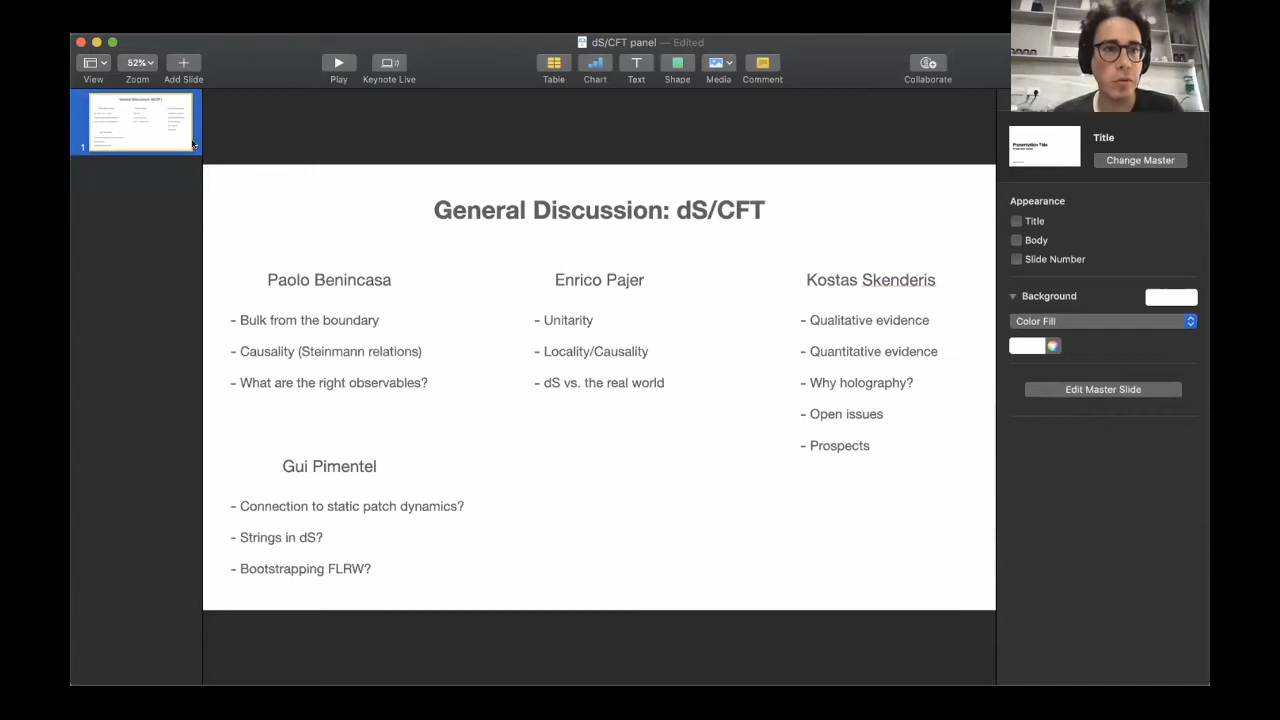 dS/CFT panel — Edited
52%
View
Zoom
Add Slide
Play
Keynote Live
Table
Chart
Text
Shape
Media
Comment
Collaborate
1
General Discussion: dS/CFT
Paolo Benincasa
- Bulk from the boundary
- Causality (Steinmann relations)
- What are the right observables?
Enrico Pajer
- Unitarity
- Locality/Causality
- dS vs. the real world
Kostas Skenderis
- Qualitative evidence
- Quantitative evidence
- Why holography?
- Open issues
- Prospects
Gui Pimentel
- Connection to static patch dynamics?
- Strings in dS?
- Bootstrapping FLRW?
Presentation Title
Title
Change Master
Appearance
Title
Body
Slide Number
Background
Color Fill
Edit Master Slide